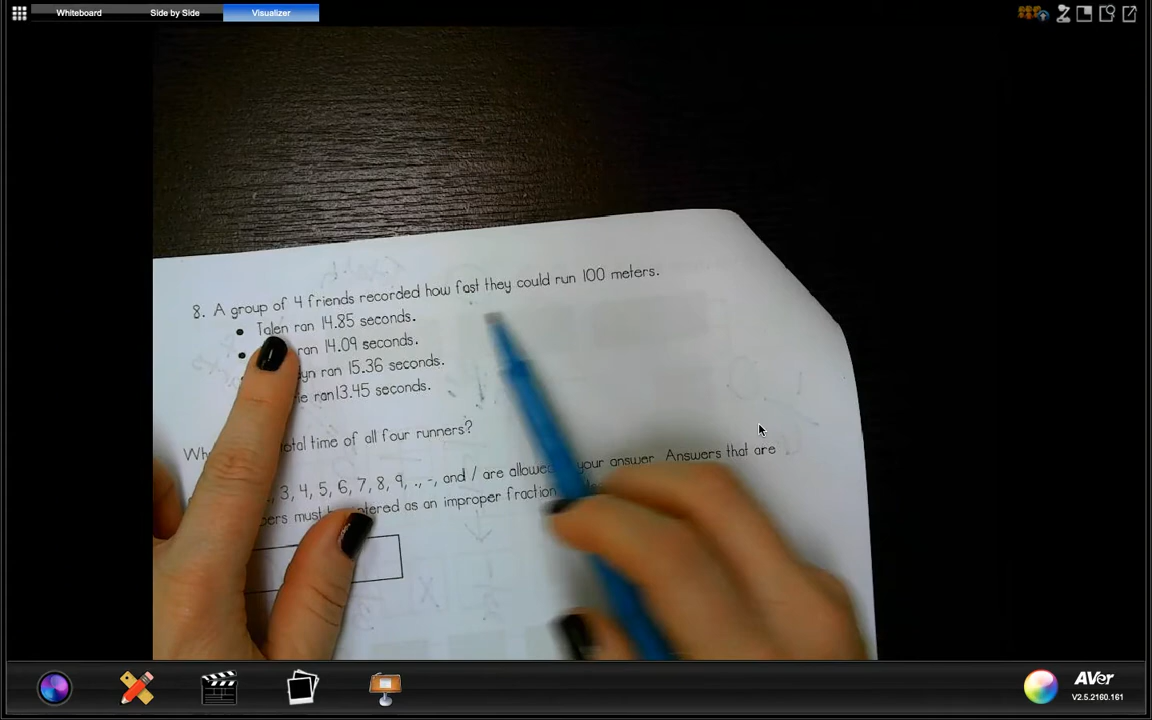 Whiteboard Side by Side Visualizer
8. A group of 4 friends recorded how fast they could run 100 meters.
• Talen ran 14.85 seconds.
• ran 14.09 seconds.
ran 15.36 seconds.
ran 13.45 seconds.
total time of all four runners?
3, 4, 5, 6, 7, 8, 9, ., -, and / are allowed your answer. Answers that are
must entered as an improper fraction
AVer
V2.5.2160.161